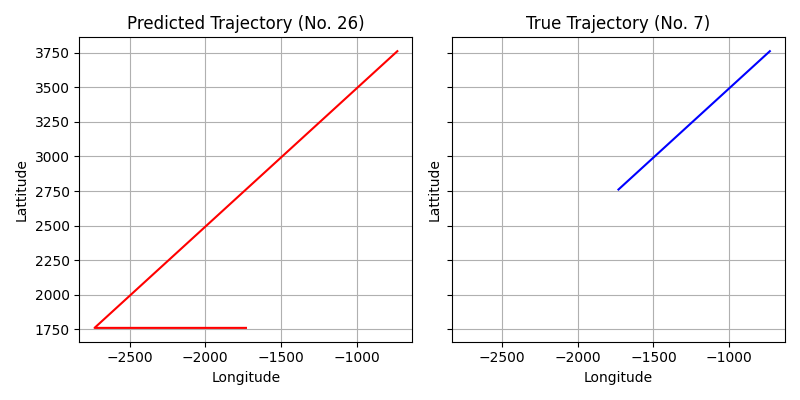 Predicted Trajectory (No. 26)
True Trajectory (No. 7)
Lattitude
3750
3500
3250
3000
2750
2500
2250
2000
1750
−2500 −2000 −1500 −1000
Longitude
Lattitude
−2500 −2000 −1500 −1000
Longitude